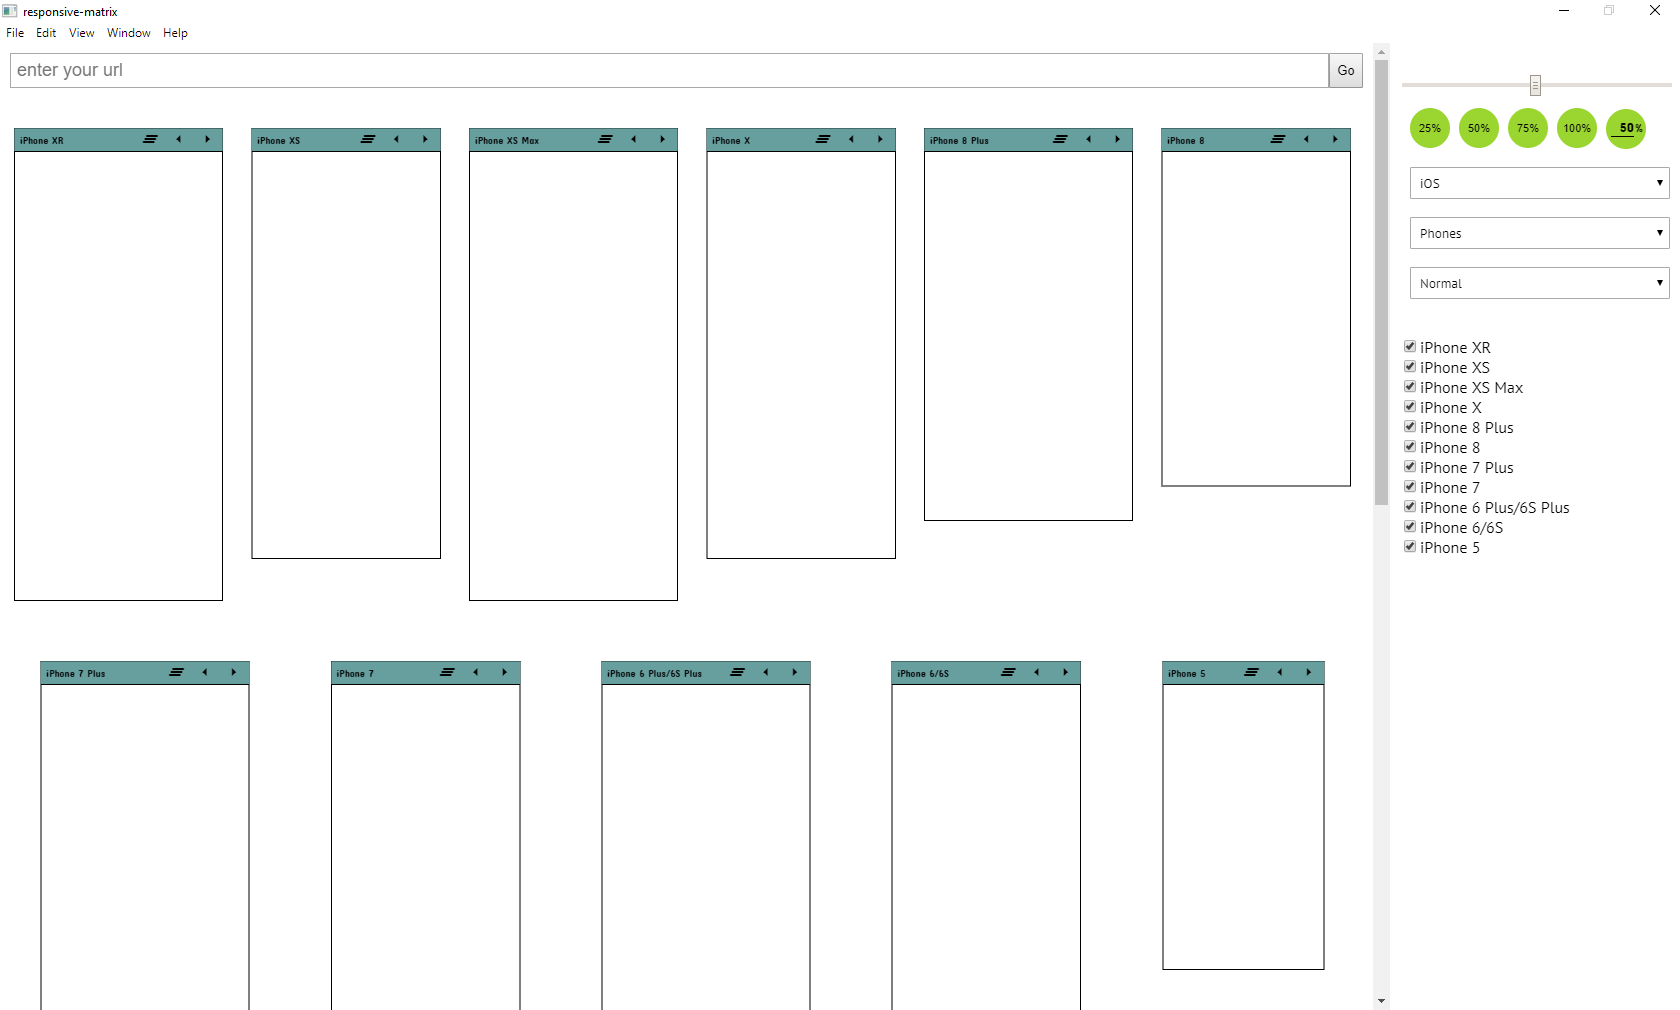 responsive-matrix
File Edit View Window Help
enter your url Go
iPhone XR iPhone XS iPhone XS Max iPhone X iPhone 8 Plus iPhone 8
iPhone 7 Plus iPhone 7 iPhone 6 Plus/6S Plus iPhone 6/6S iPhone 5
25% 50% 75% 100% 50%
iOS
Phones
Normal
iPhone XR
iPhone XS
iPhone XS Max
iPhone X
iPhone 8 Plus
iPhone 8
iPhone 7 Plus
iPhone 7
iPhone 6 Plus/6S Plus
iPhone 6/6S
iPhone 5